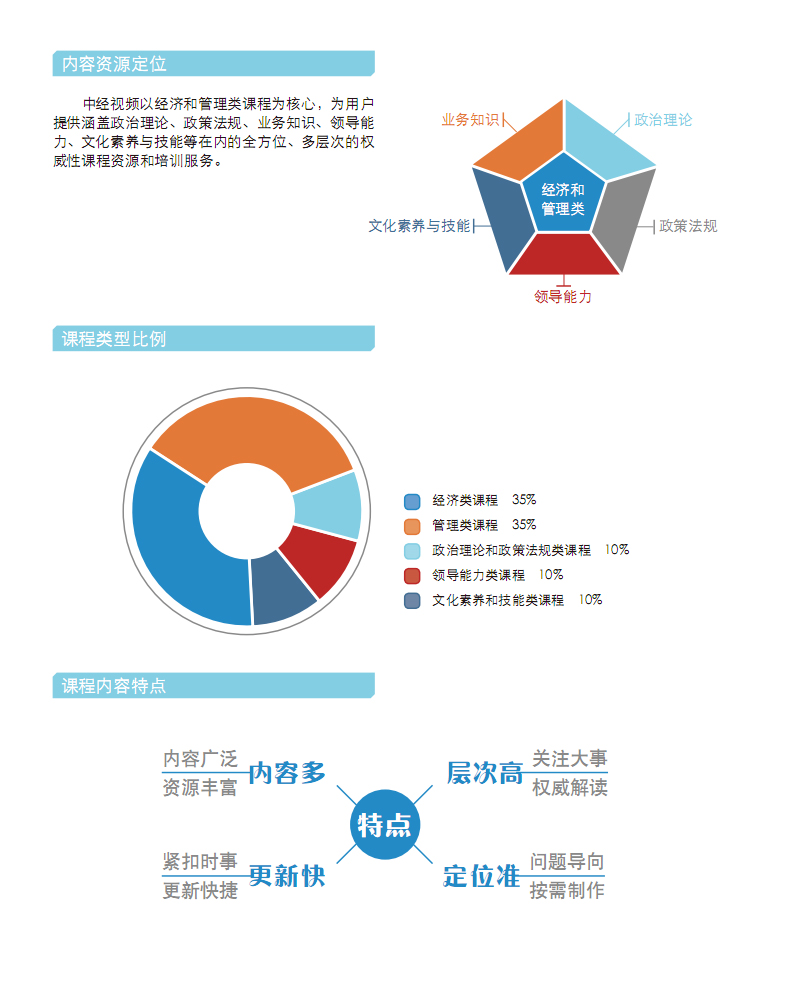 内容资源定位
中经视频以经济和管理类课程为核心，为用户
提供涵盖政治理论、政策法规、业务知识、领导能
力、文化素养与技能等在内的全方位、多层次的权
威性课程资源和培训服务。
业务知识
政治理论
经济和
管理类
文化素养与技能
政策法规
领导能力
课程类型比例
经济类课程 35%
管理类课程 35%
政治理论和政策法规类课程 10%
领导能力类课程 10%
文化素养和技能类课程 10%
课程内容特点
内容广泛
资源丰富
内容多
层次高
关注大事
权威解读
特点
紧扣时事
更新快捷
更新快
定位准
问题导向
按需制作